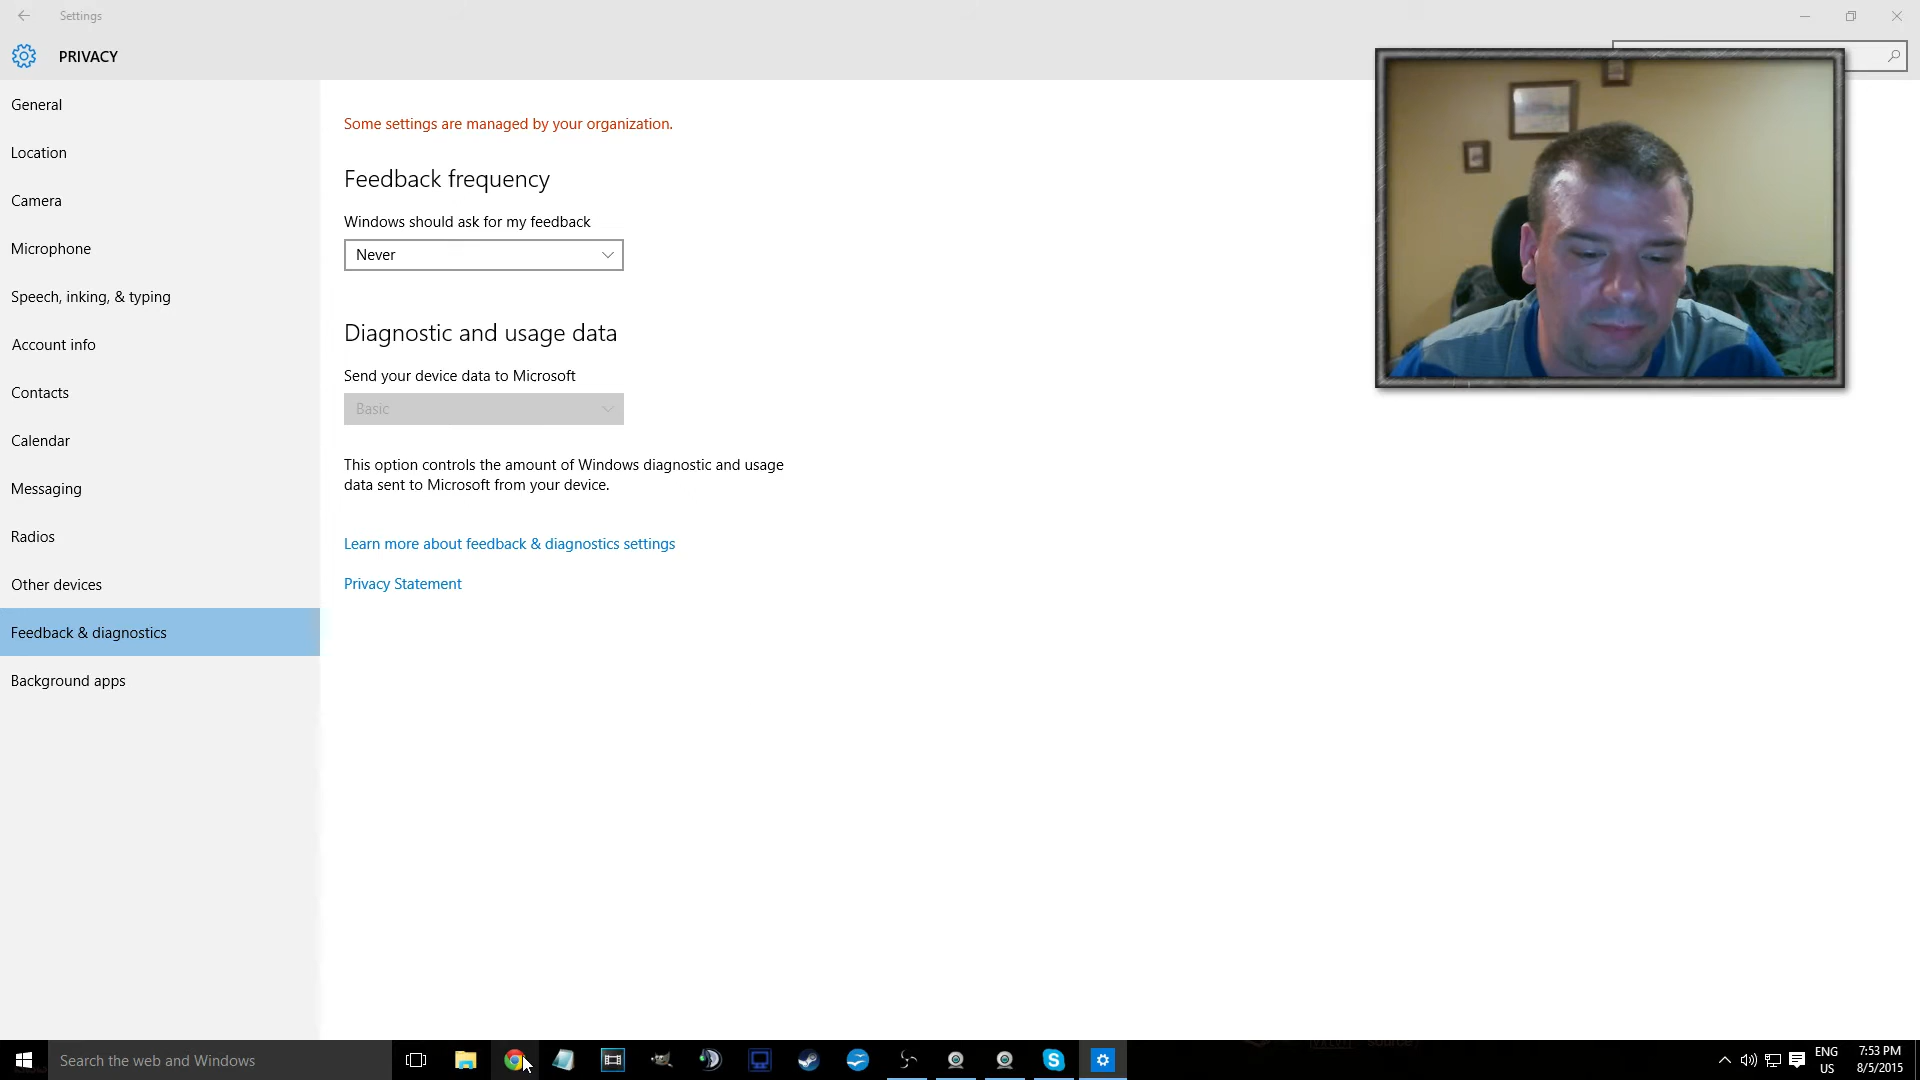 Settings
PRIVACY
General
Location
Camera
Microphone
Speech, inking, & typing
Account info
Contacts
Calendar
Messaging
Radios
Other devices
Feedback & diagnostics
Background apps
Some settings are managed by your organization.
Feedback frequency
Windows should ask for my feedback
Never
Diagnostic and usage data
Send your device data to Microsoft
Basic
This option controls the amount of Windows diagnostic and usage
data sent to Microsoft from your device.
Learn more about feedback & diagnostics settings
Privacy Statement
Search the web and Windows
ENG
US
7:53 PM
8/5/2015